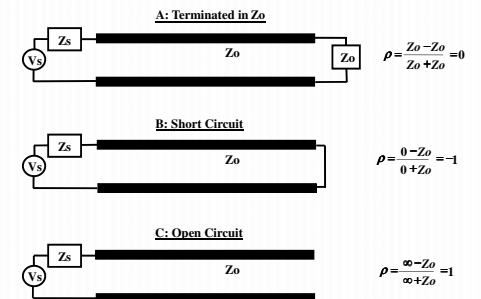 A: Terminated in Zo
Zs
Vs
Zo
Zo
ρ = Zo − Zo / Zo + Zo = 0
B: Short Circuit
Zs
Vs
Zo
ρ = 0 − Zo / 0 + Zo = −1
C: Open Circuit
Zs
Vs
Zo
ρ = ∞ − Zo / ∞ + Zo = 1